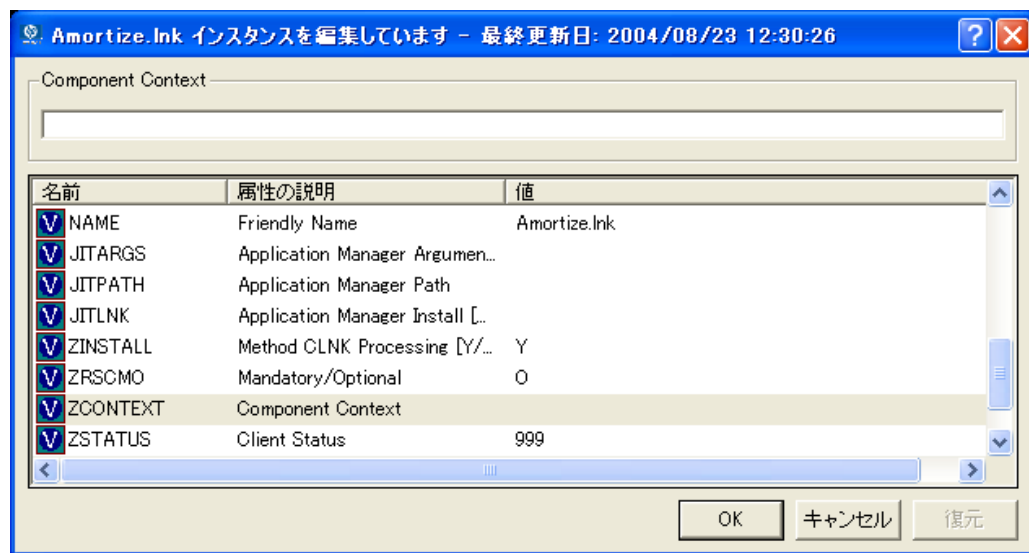 Amortize.lnk インスタンスを編集しています - 最終更新日: 2004/08/23 12:30:26
Component Context
名前 属性の説明 値
V NAME Friendly Name Amortize.lnk
V JITARGS Application Manager Argumen...
V JITPATH Application Manager Path
V JITLNK Application Manager Install [...
V ZINSTALL Method CLNK Processing [Y/... Y
V ZRSCMO Mandatory/Optional O
V ZCONTEXT Component Context
V ZSTATUS Client Status 999
OK キャンセル 復元